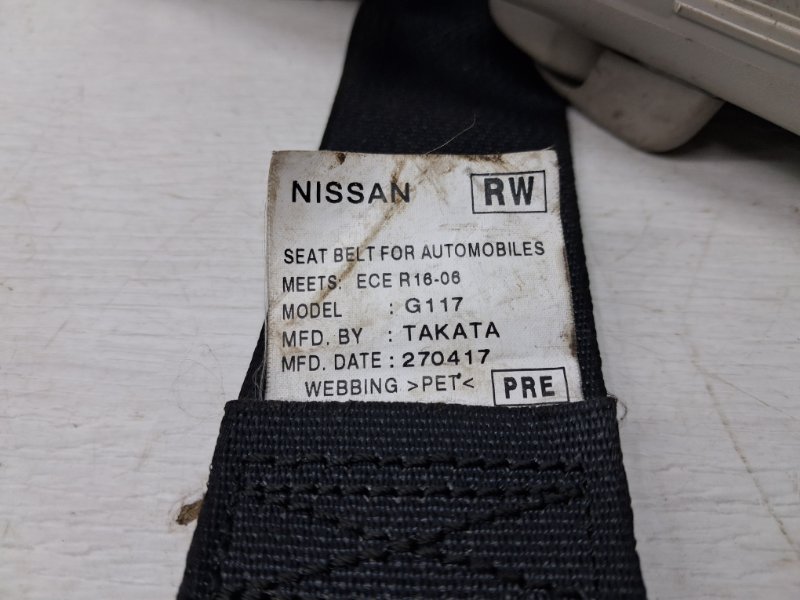 NISSAN RW
SEAT BELT FOR AUTOMOBILES
MEETS: ECE R16-06
MODEL : G117
MFD. BY : TAKATA
MFD. DATE : 270417
WEBBING >PET< PRE